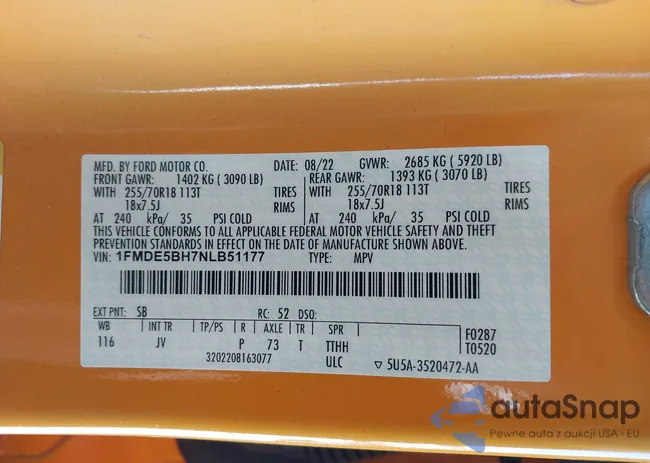 MFD. BY FORD MOTOR CO. DATE: 08/22 GVWR: 2685 KG ( 5920 LB)
FRONT GAWR: 1402 KG ( 3090 LB) REAR GAWR: 1393 KG ( 3070 LB)
WITH 255/70R18 113T TIRES WITH 255/70R18 113T TIRES
18x7.5J RIMS 18x7.5J RIMS
AT 240 kPa/ 35 PSI COLD AT 240 kPa/ 35 PSI COLD
THIS VEHICLE CONFORMS TO ALL APPLICABLE FEDERAL MOTOR VEHICLE SAFETY AND THEFT
PREVENTION STANDARDS IN EFFECT ON THE DATE OF MANUFACTURE SHOWN ABOVE.
VIN: 1FMDE5BH7NLB51177 TYPE: MPV
EXT PNT: SB RC: 52 DSO:
WB INT TR TP/PS R AXLE TR SPR F0287
116 JV P 73 T TTHH T0520
3202208163077 ULC ▽ 5U5A-3520472-AA
autaSnap
Pewne auta z aukcji USA i EU